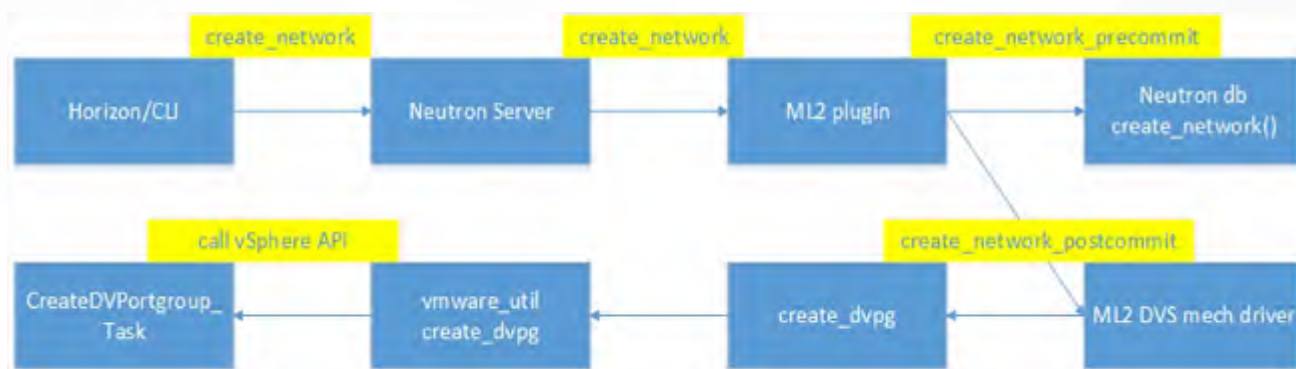 create_network
create_network
create_network_precommit
Horizon/CLI
Neutron Server
ML2 plugin
Neutron db
create_network()
call vSphere API
create_network_postcommit
CreateDVPortgroup_
Task
vmware_util
create_dvpg
create_dvpg
ML2 DVS mech driver